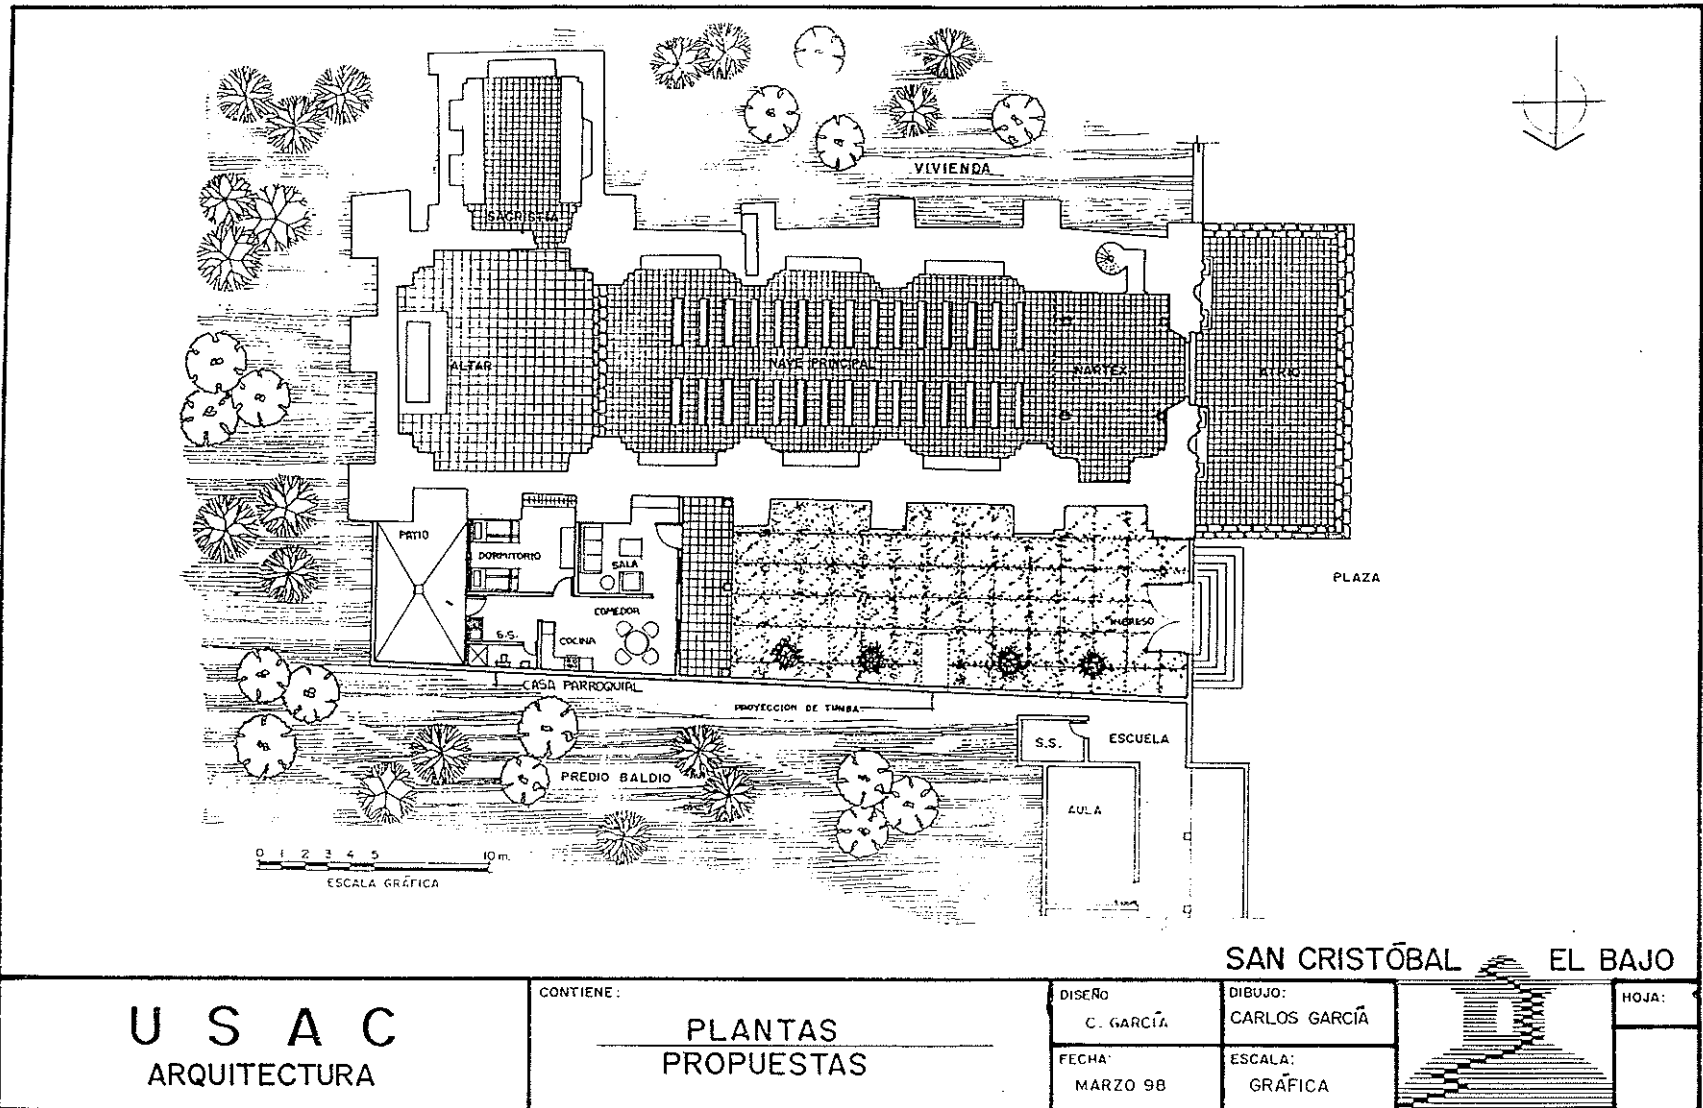 VIVIENDA
SACRISTIA
ALTAR
NAVE PRINCIPAL
NARTEX
ATRIO
PATIO
DORMITORIO
SALA
PLAZA
COMEDOR
INGRESO
S.S.
COCINA
CASA PARROQUIAL
PROYECCION DE TUMBA
S.S.
ESCUELA
PREDIO BALDIO
AULA
0 1 2 3 4 5 10 m.
ESCALA GRÁFICA
SAN CRISTÓBAL EL BAJO
USAC
ARQUITECTURA
CONTIENE:
PLANTAS
PROPUESTAS
DISEÑO
C. GARCÍA
DIBUJO:
CARLOS GARCÍA
FECHA:
MARZO 98
ESCALA:
GRÁFICA
HOJA: